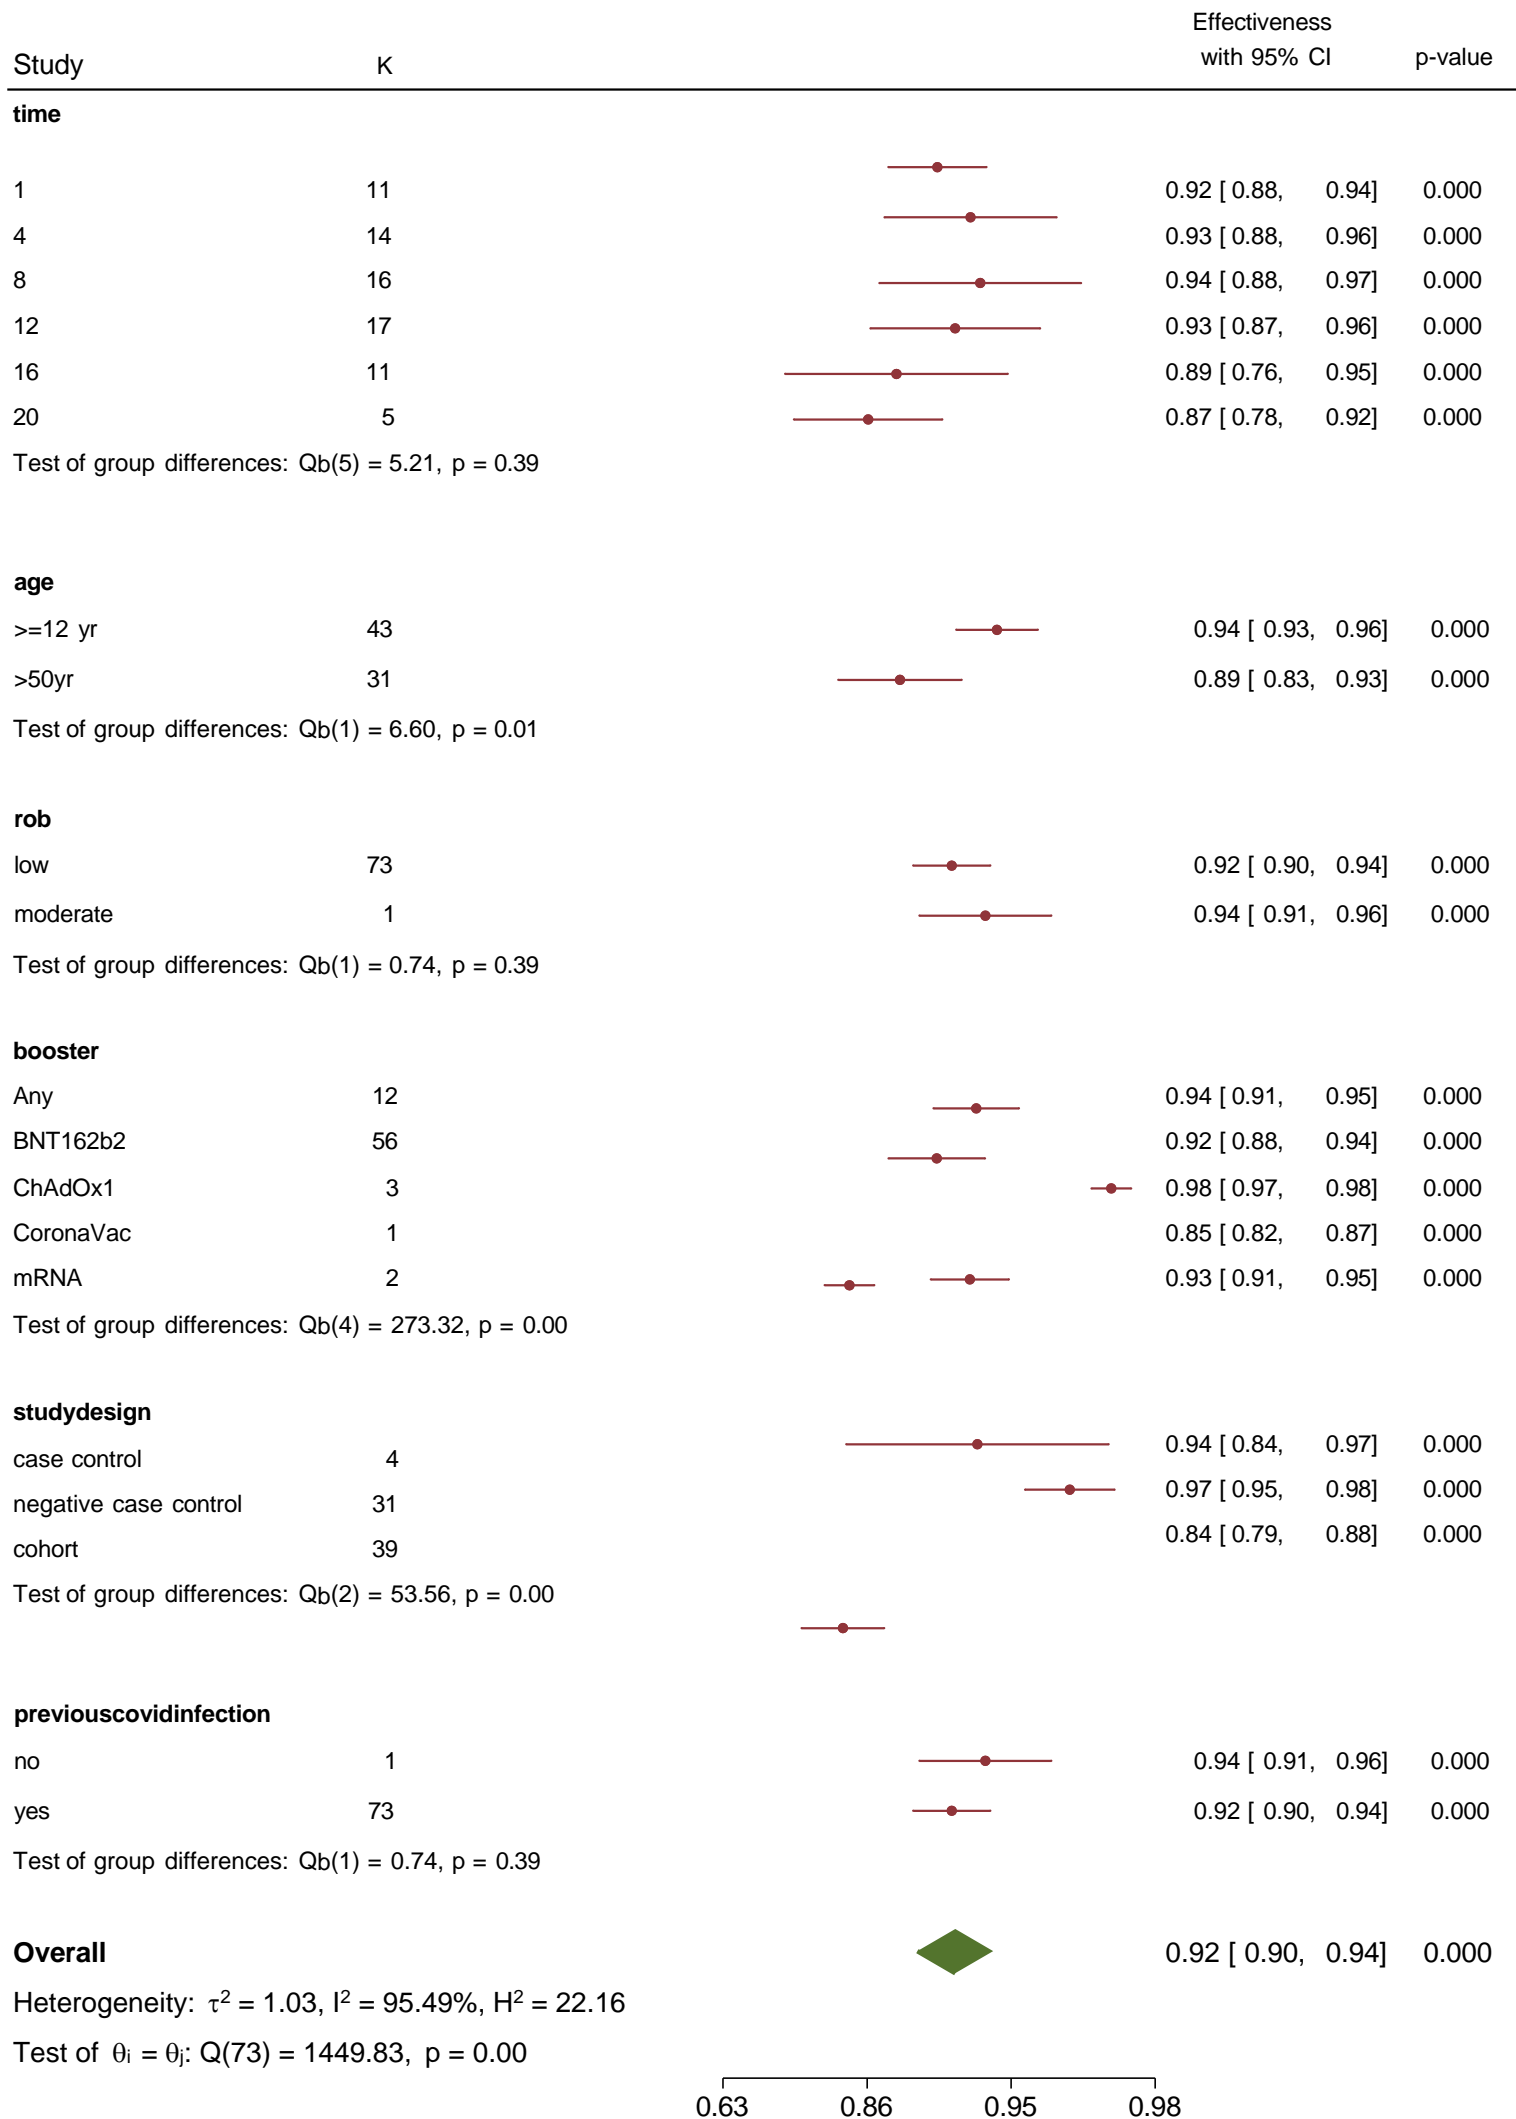 Effectiveness
Study K with 95% CI p-value
time
1 11 0.92 [ 0.88, 0.94] 0.000
4 14 0.93 [ 0.88, 0.96] 0.000
8 16 0.94 [ 0.88, 0.97] 0.000
12 17 0.93 [ 0.87, 0.96] 0.000
16 11 0.89 [ 0.76, 0.95] 0.000
20 5 0.87 [ 0.78, 0.92] 0.000
Test of group differences: Qb(5) = 5.21, p = 0.39
age
>=12 yr 43 0.94 [ 0.93, 0.96] 0.000
>50yr 31 0.89 [ 0.83, 0.93] 0.000
Test of group differences: Qb(1) = 6.60, p = 0.01
rob
low 73 0.92 [ 0.90, 0.94] 0.000
moderate 1 0.94 [ 0.91, 0.96] 0.000
Test of group differences: Qb(1) = 0.74, p = 0.39
booster
Any 12 0.94 [ 0.91, 0.95] 0.000
BNT162b2 56 0.92 [ 0.88, 0.94] 0.000
ChAdOx1 3 0.98 [ 0.97, 0.98] 0.000
CoronaVac 1 0.85 [ 0.82, 0.87] 0.000
mRNA 2 0.93 [ 0.91, 0.95] 0.000
Test of group differences: Qb(4) = 273.32, p = 0.00
studydesign
case control 4 0.94 [ 0.84, 0.97] 0.000
negative case control 31 0.97 [ 0.95, 0.98] 0.000
cohort 39 0.84 [ 0.79, 0.88] 0.000
Test of group differences: Qb(2) = 53.56, p = 0.00
previouscovidinfection
no 1 0.94 [ 0.91, 0.96] 0.000
yes 73 0.92 [ 0.90, 0.94] 0.000
Test of group differences: Qb(1) = 0.74, p = 0.39
Overall 0.92 [ 0.90, 0.94] 0.000
Heterogeneity: τ² = 1.03, I² = 95.49%, H² = 22.16
Test of θi = θj: Q(73) = 1449.83, p = 0.00
0.63 0.86 0.95 0.98